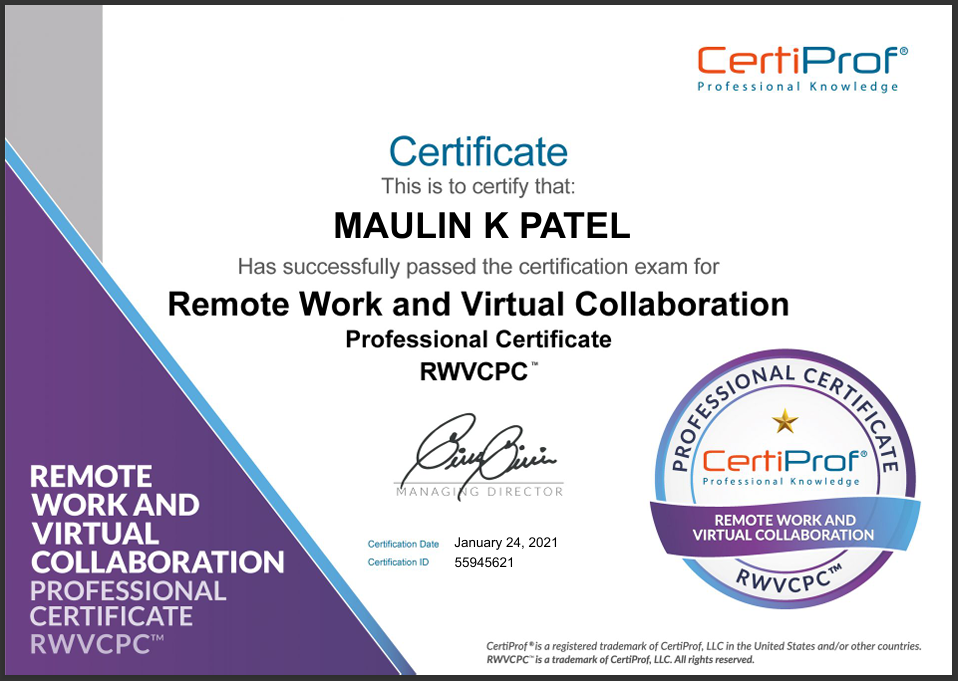 CertiProf®
Professional Knowledge
Certificate
This is to certify that:
MAULIN K PATEL
Has successfully passed the certification exam for
Remote Work and Virtual Collaboration
Professional Certificate
RWVCPC™
MANAGING DIRECTOR
Certification Date January 24, 2021
Certification ID 55945621
REMOTE
WORK AND
VIRTUAL
COLLABORATION
PROFESSIONAL
CERTIFICATE
RWVCPC™
PROFESSIONAL CERTIFICATE
CertiProf®
Professional Knowledge
REMOTE WORK AND
VIRTUAL COLLABORATION
RWVCPC™
CertiProf® is a registered trademark of CertiProf, LLC in the United States and/or other countries.
RWVCPC™ is a trademark of CertiProf, LLC. All rights reserved.